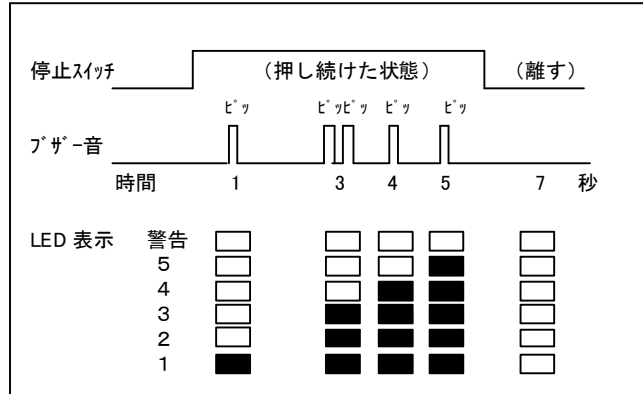 停止ｽｲｯﾁ (押し続けた状態) (離す)
ﾋﾟｯ ﾋﾟｯﾋﾟｯ ﾋﾟｯ ﾋﾟｯ
ﾌﾞｻﾞｰ音
時間 1 3 4 5 7 秒
LED 表示 警告
5
4
3
2
1